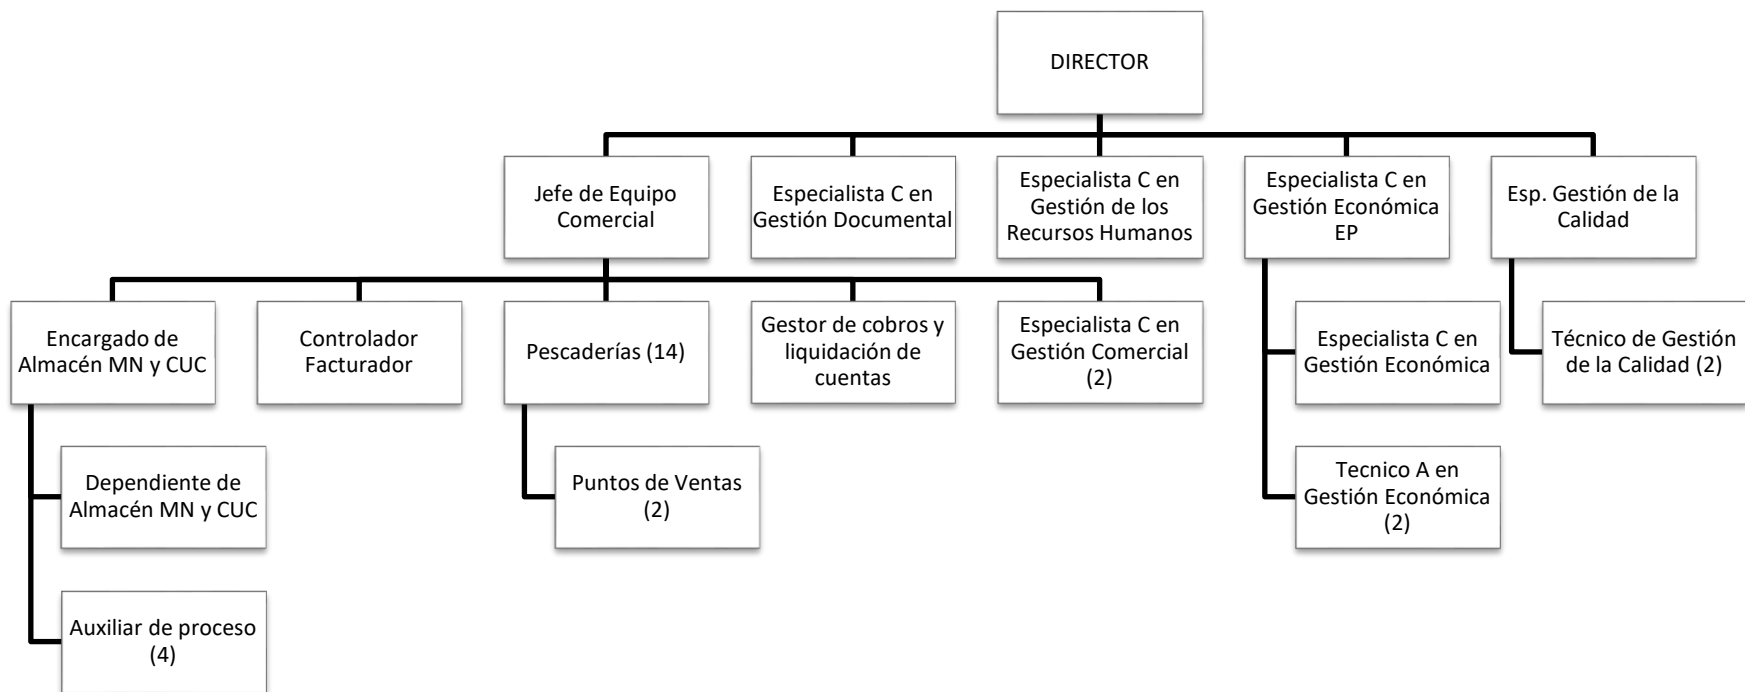 DIRECTOR
Jefe de Equipo
Comercial
Especialista C en
Gestión Documental
Especialista C en
Gestión de los
Recursos Humanos
Especialista C en
Gestión Económica
EP
Esp. Gestión de la
Calidad
Encargado de
Almacén MN y CUC
Controlador
Facturador
Pescaderías (14)
Gestor de cobros y
liquidación de
cuentas
Especialista C en
Gestión Comercial
(2)
Especialista C en
Gestión Económica
Técnico de Gestión
de la Calidad (2)
Dependiente de
Almacén MN y CUC
Puntos de Ventas
(2)
Tecnico A en
Gestión Económica
(2)
Auxiliar de proceso
(4)